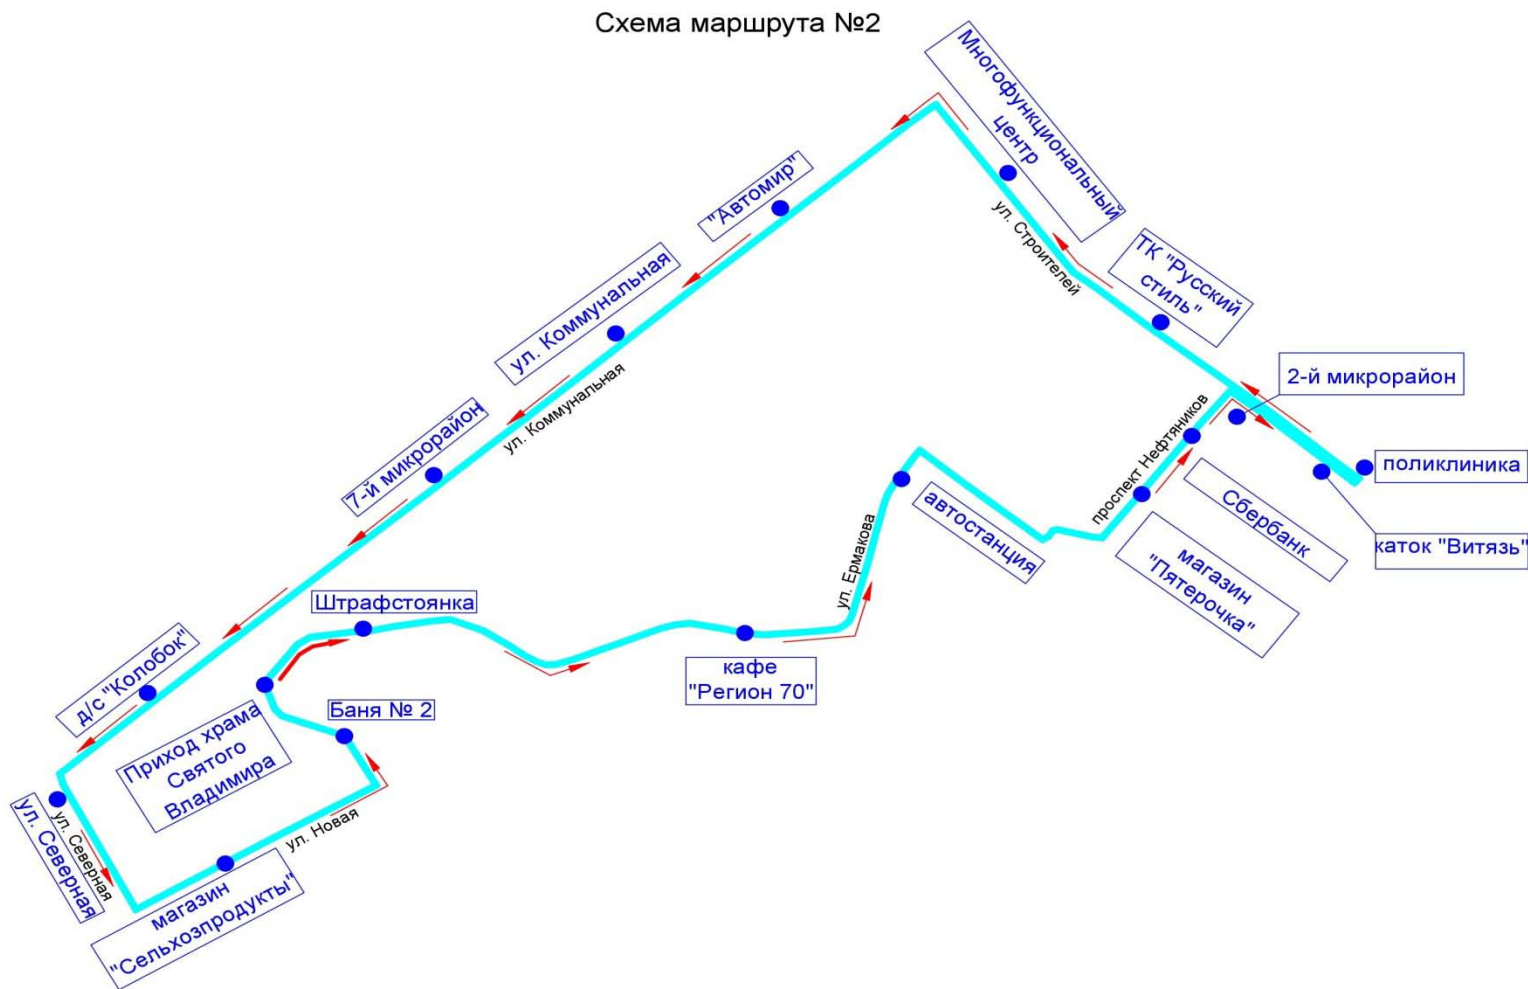 Схема маршрута №2
Многофункциональный
центр
"Автомир"
ул. Строителей
ТК "Русский
стиль"
ул. Коммунальная
2-й микрорайон
ул. Коммунальная
7-й микрорайон
проспект Нефтяников
поликлиника
Сбербанк
автостанция
каток "Витязь"
ул. Ермакова
магазин
"Пятерочка"
Штрафстоянка
д/с "Колобок"
кафе
"Регион 70"
Баня № 2
Приход храма
Святого
Владимира
ул. Северная
ул. Северная
ул. Новая
магазин
"Сельхозпродукты"